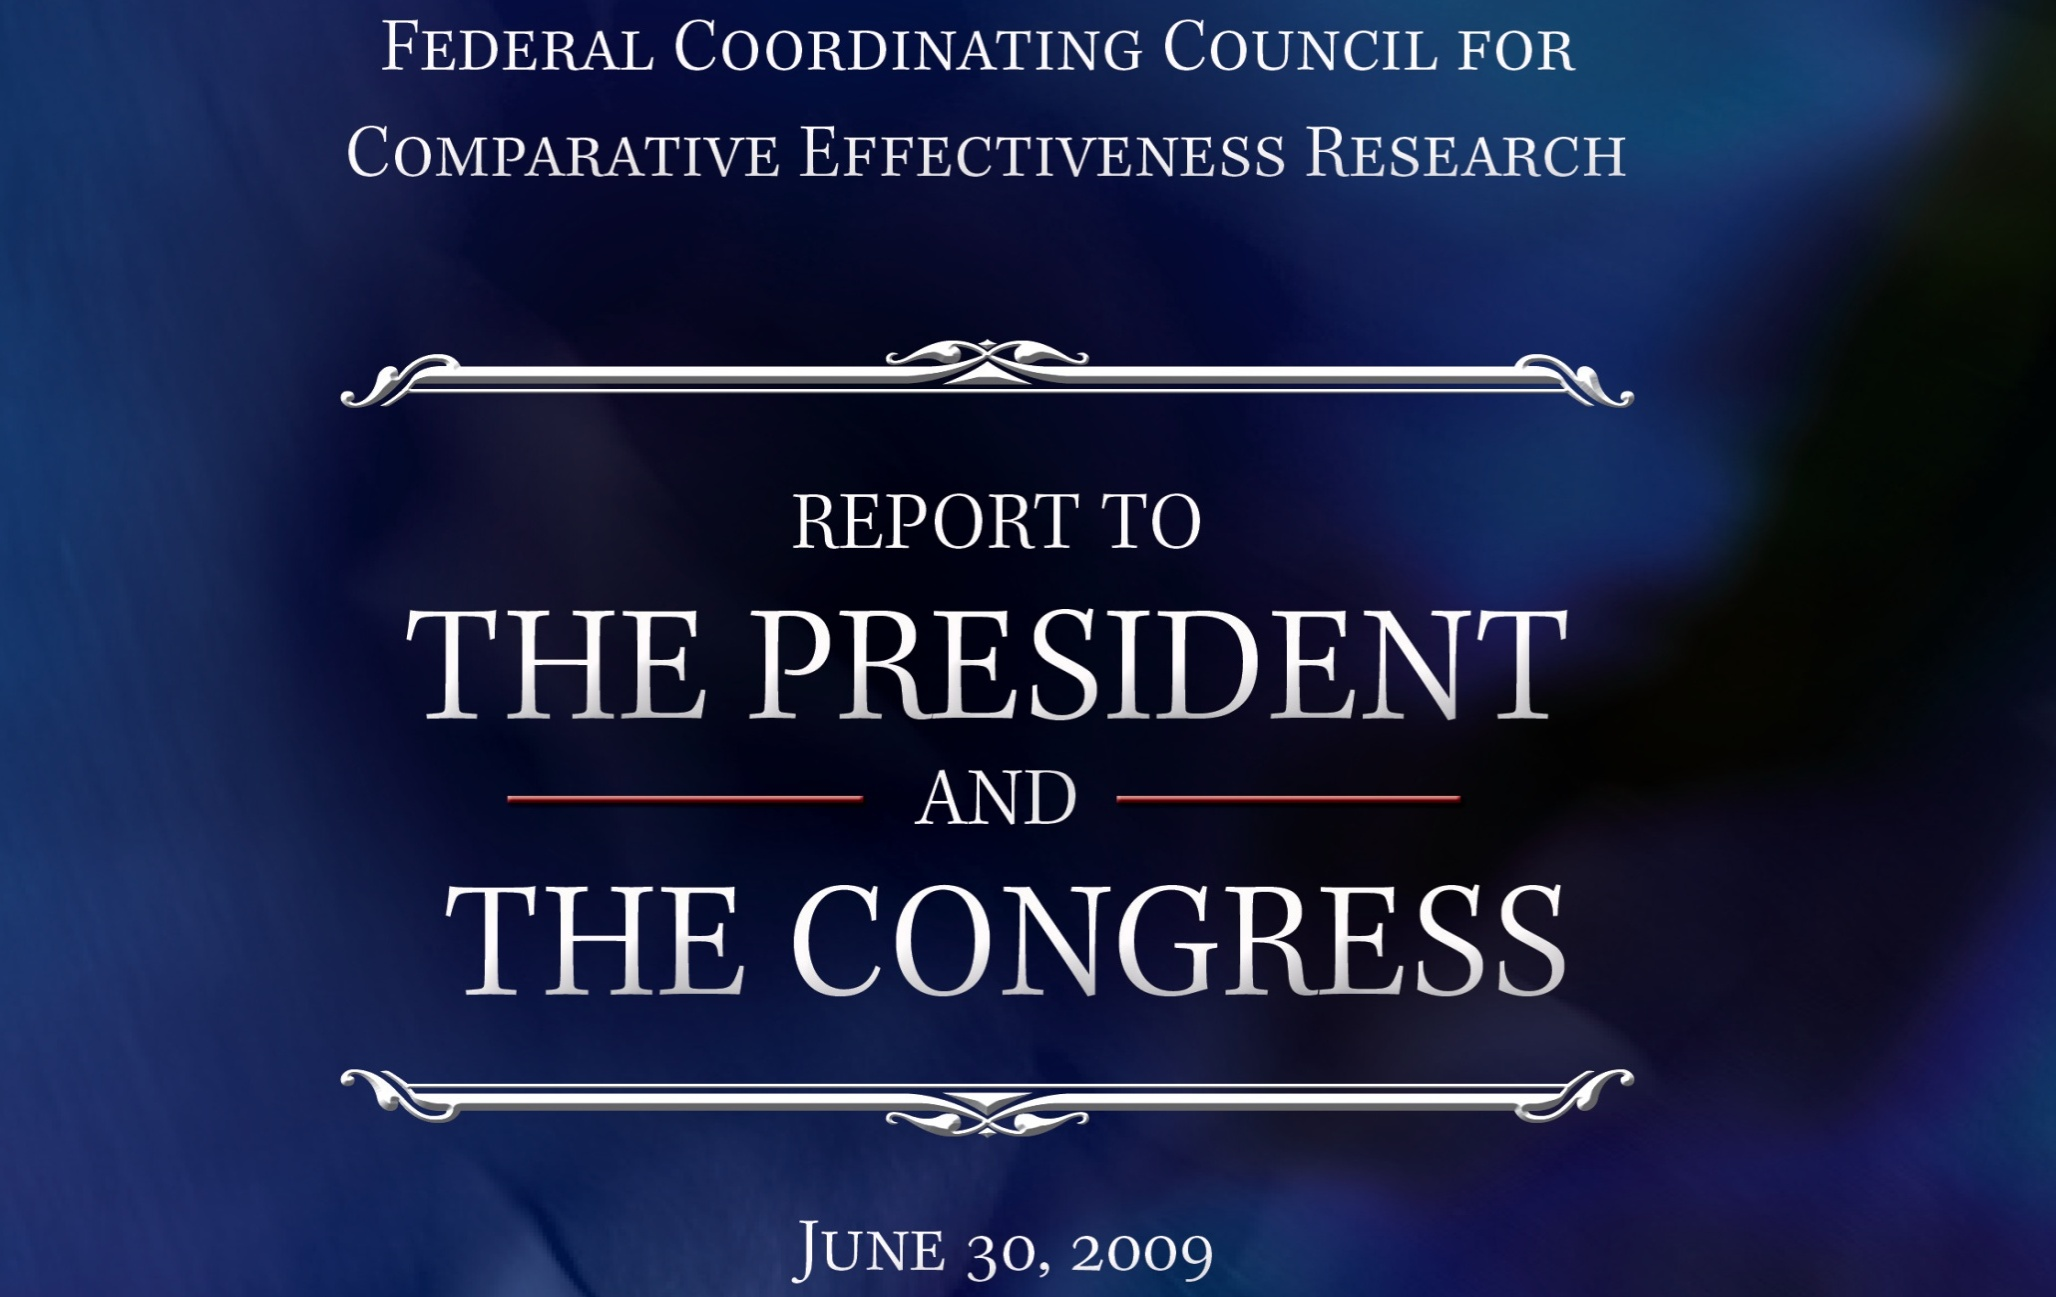 Federal Coordinating Council for
Comparative Effectiveness Research
REPORT TO
THE PRESIDENT
AND
THE CONGRESS
June 30, 2009